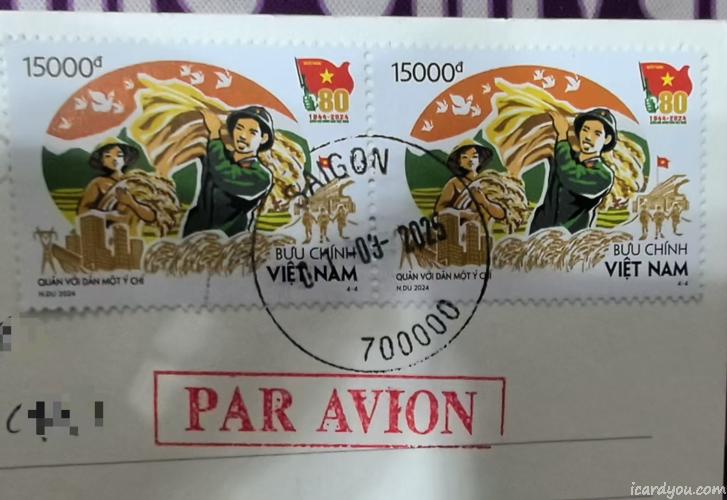 15000đ
80
1944-2024
QUÂN VỚI DÂN MỘT Ý CHÍ
N.DU 2024
BƯU CHÍNH
VIỆT NAM
4-4
15000đ
80
1944-2024
QUÂN VỚI DÂN MỘT Ý CHÍ
N.DU 2024
BƯU CHÍNH
VIỆT NAM
4-4
SAIGON
-03-2025
700000
PAR AVION
icardyou.com